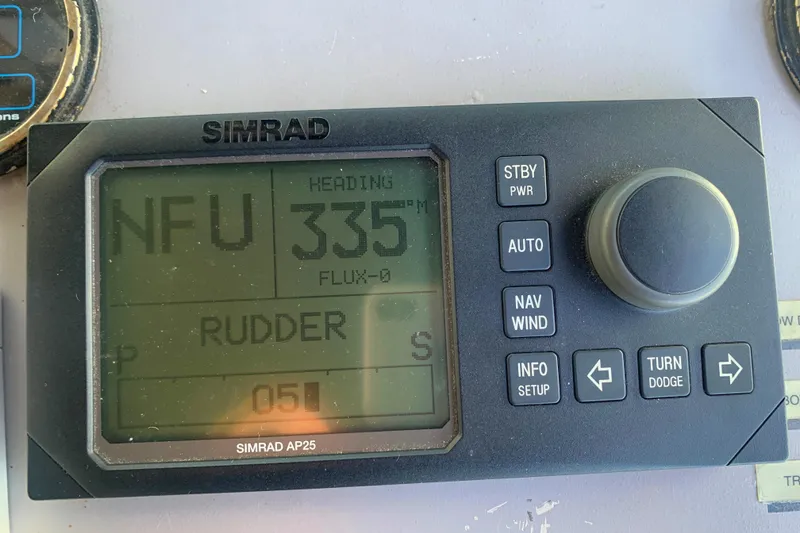 ns
SIMRAD
NFU
HEADING
335°M
FLUX-0
RUDDER
P
S
05
SIMRAD AP25
STBY
PWR
AUTO
NAV
WIND
INFO
SETUP
TURN
DODGE